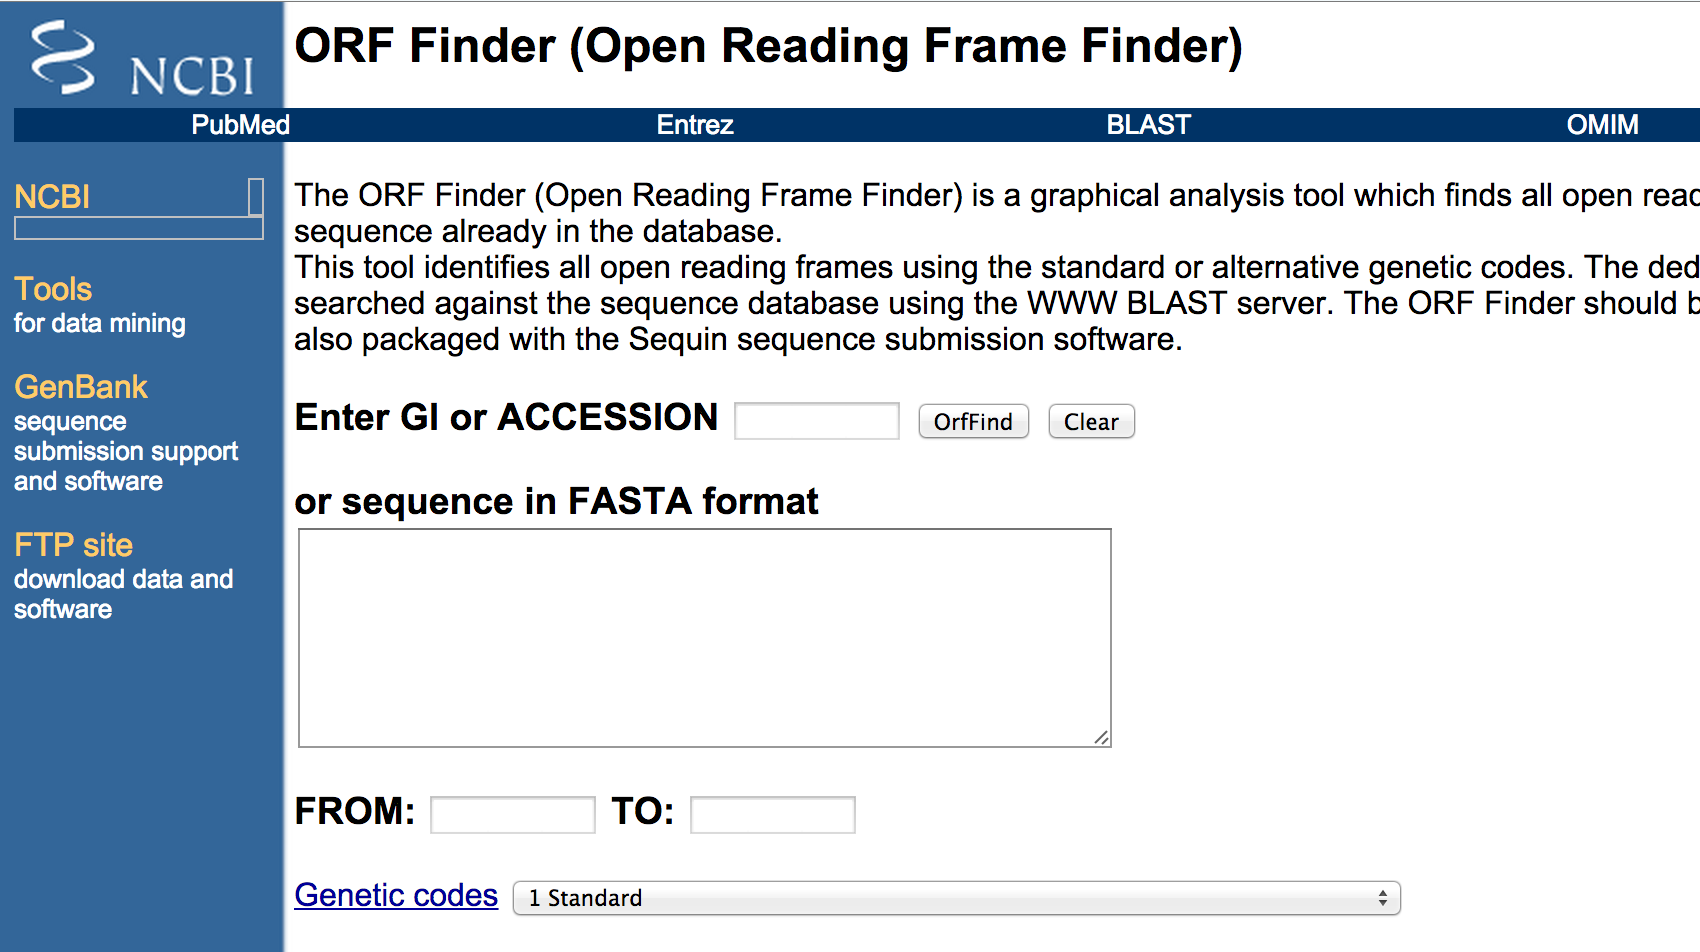 NCBI
ORF Finder (Open Reading Frame Finder)
PubMed Entrez BLAST OMIM
NCBI
Tools
for data mining
GenBank
sequence
submission support
and software
FTP site
download data and
software
The ORF Finder (Open Reading Frame Finder) is a graphical analysis tool which finds all open
sequence already in the database.
This tool identifies all open reading frames using the standard or alternative genetic codes. The
searched against the sequence database using the WWW BLAST server. The ORF Finder should
also packaged with the Sequin sequence submission software.
Enter GI or ACCESSION OrfFind Clear
or sequence in FASTA format
FROM: TO:
Genetic codes 1 Standard